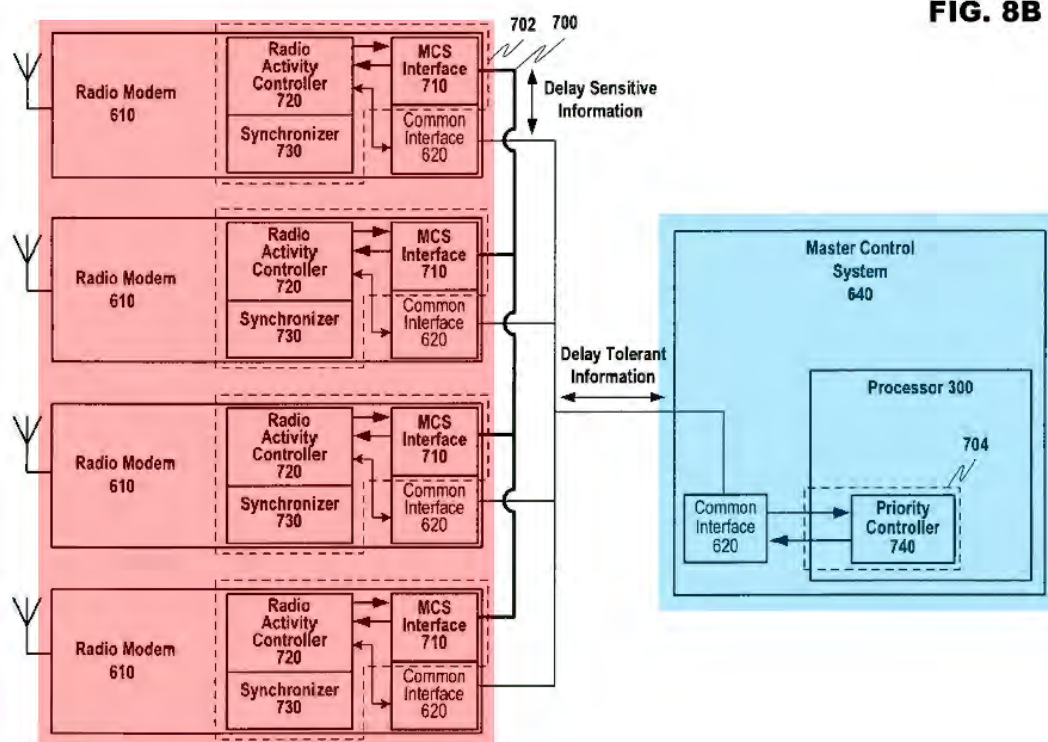 FIG. 8B
702
700
Radio Modem
610
Radio
Activity
Controller
720
Synchronizer
730
MCS
Interface
710
Common
Interface
620
Delay Sensitive
Information
Radio Modem
610
Radio
Activity
Controller
720
Synchronizer
730
MCS
Interface
710
Common
Interface
620
Radio Modem
610
Radio
Activity
Controller
720
Synchronizer
730
MCS
Interface
710
Common
Interface
620
Radio Modem
610
Radio
Activity
Controller
720
Synchronizer
730
MCS
Interface
710
Common
Interface
620
Delay Tolerant
Information
Master Control
System
640
Processor 300
704
Common
Interface
620
Priority
Controller
740